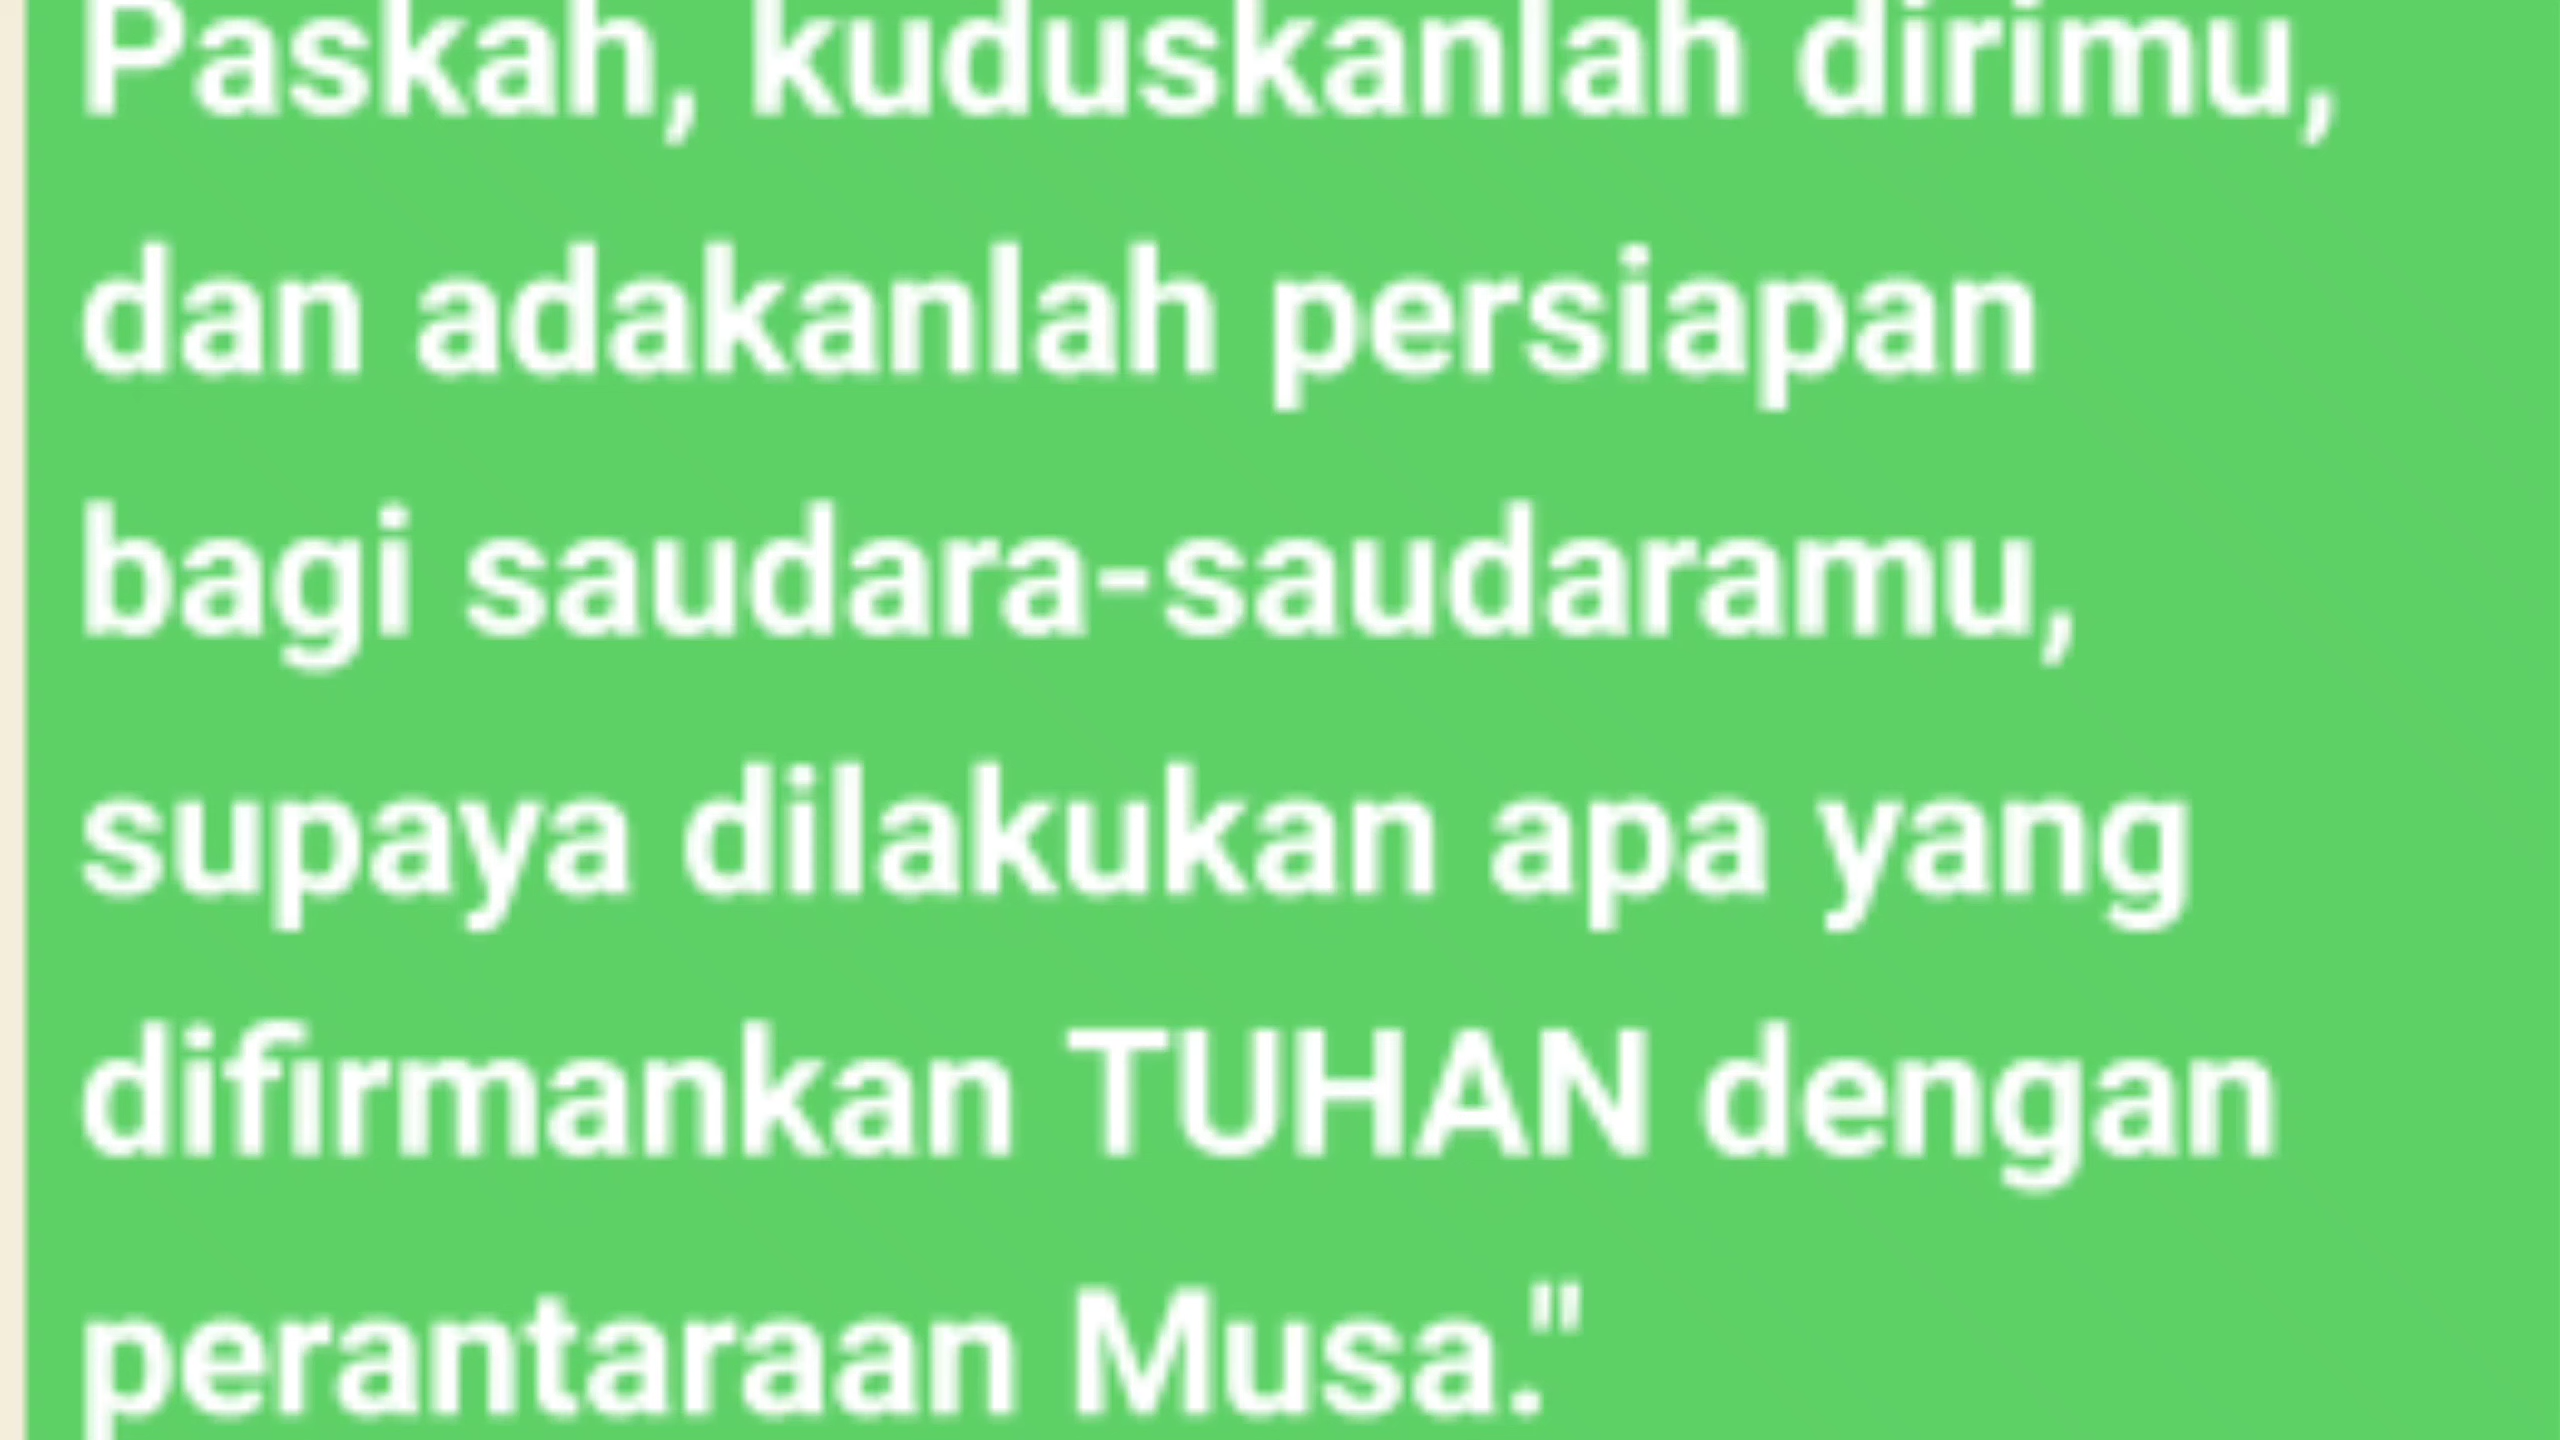 Paskah, kuduskanlah dirimu,
dan adakanlah persiapan
bagi saudara-saudaramu,
supaya dilakukan apa yang
difirmankan TUHAN dengan
perantaraan Musa."